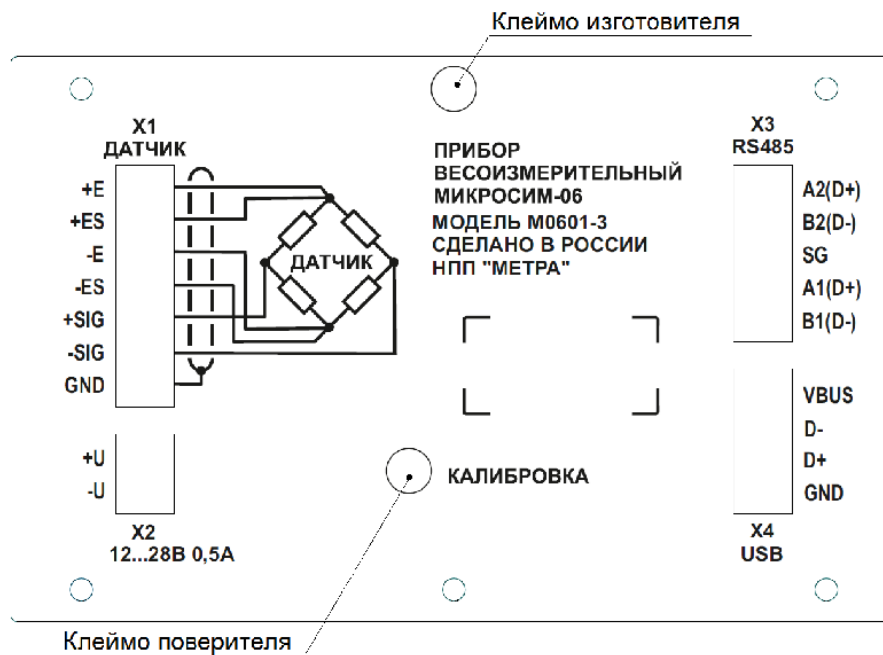 Клеймо изготовителя
X1
ДАТЧИК
+E
+ES
-E
-ES
+SIG
-SIG
GND
ДАТЧИК
ПРИБОР
ВЕСОИЗМЕРИТЕЛЬНЫЙ
МИКРОСИМ-06
МОДЕЛЬ М0601-3
СДЕЛАНО В РОССИИ
НПП "МЕТРА"
X3
RS485
A2(D+)
B2(D-)
SG
A1(D+)
B1(D-)
+U
-U
X2
12...28В 0,5А
КАЛИБРОВКА
VBUS
D-
D+
GND
X4
USB
Клеймо поверителя